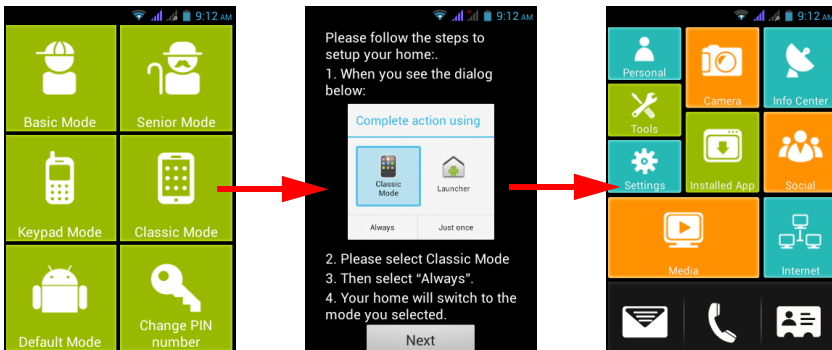 9:12 AM
Basic Mode
Senior Mode
Keypad Mode
Classic Mode
Default Mode
Change PIN
number
9:12 AM
Please follow the steps to
setup your home:.
1. When you see the dialog
below:
Complete action using
Classic
Mode
Launcher
Always
Just once
2. Please select Classic Mode
3. Then select “Always”.
4. Your home will switch to the
mode you selected.
Next
9:12 AM
Personal
Camera
Info Center
Tools
Settings
Installed App
Social
Media
Internet